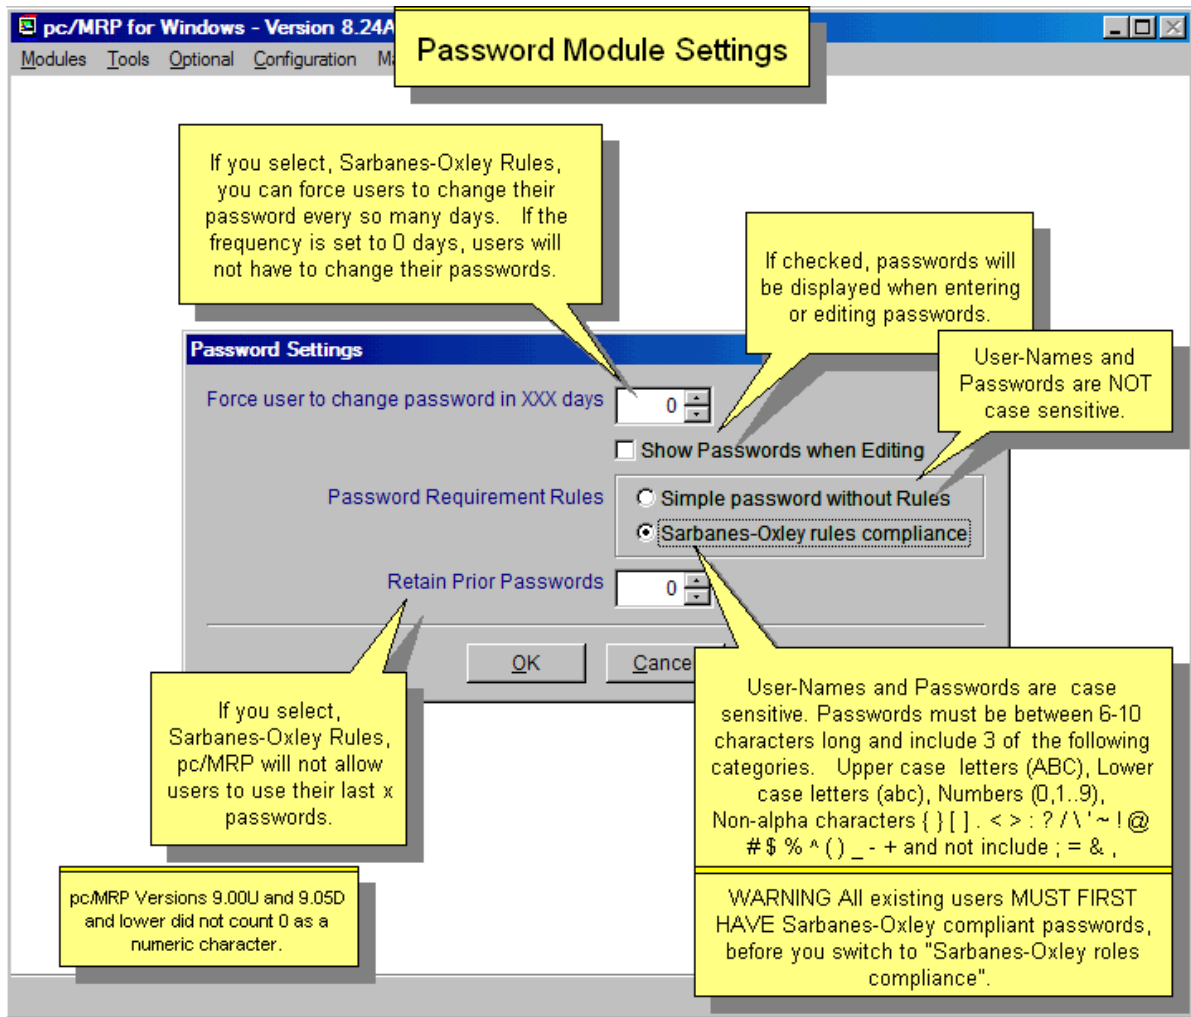 pc/MRP for Windows - Version 8.24A
Password Module Settings
Modules Tools Optional Configuration Ma
If you select, Sarbanes-Oxley Rules,
you can force users to change their
password every so many days. If the
frequency is set to 0 days, users will
not have to change their passwords.
If checked, passwords will
be displayed when entering
or editing passwords.
User-Names and
Passwords are NOT
case sensitive.
Password Settings
Force user to change password in XXX days 0
Show Passwords when Editing
Password Requirement Rules
Simple password without Rules
Sarbanes-Oxley rules compliance
Retain Prior Passwords 0
OK Cance
If you select,
Sarbanes-Oxley Rules,
pc/MRP will not allow
users to use their last x
passwords.
User-Names and Passwords are case
sensitive. Passwords must be between 6-10
characters long and include 3 of the following
categories. Upper case letters (ABC), Lower
case letters (abc), Numbers (0,1..9),
Non-alpha characters { } [ ] . < > : ? / \ ' ~ ! @
# $ % ^ ( ) _ - + and not include ; = & ,
pc/MRP Versions 9.00U and 9.05D
and lower did not count 0 as a
numeric character.
WARNING All existing users MUST FIRST
HAVE Sarbanes-Oxley compliant passwords,
before you switch to "Sarbanes-Oxley roles
compliance".